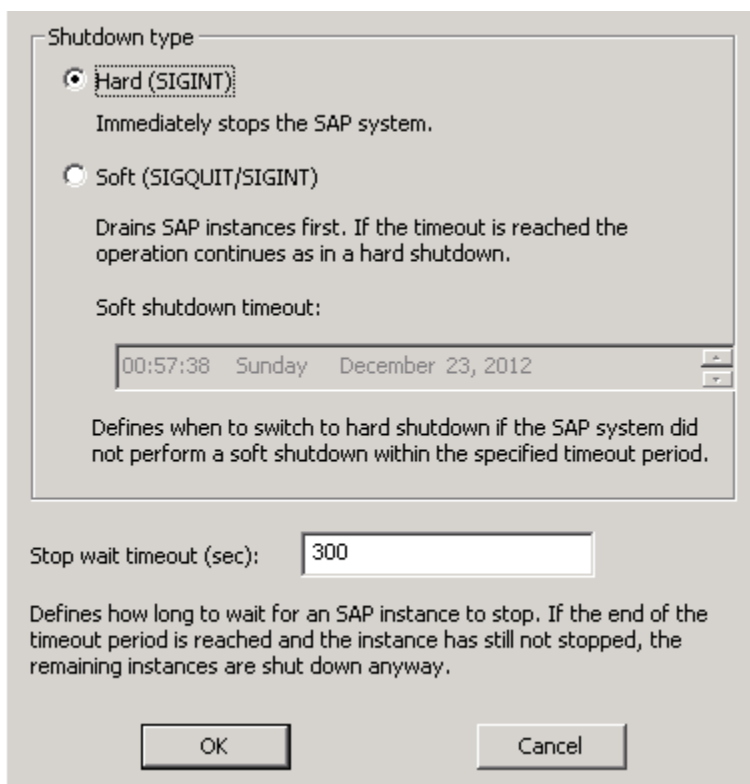 Shutdown type
Hard (SIGINT)
Immediately stops the SAP system.
Soft (SIGQUIT/SIGINT)
Drains SAP instances first. If the timeout is reached the
operation continues as in a hard shutdown.
Soft shutdown timeout:
00:57:38 Sunday December 23, 2012
Defines when to switch to hard shutdown if the SAP system did
not perform a soft shutdown within the specified timeout period.
Stop wait timeout (sec): 300
Defines how long to wait for an SAP instance to stop. If the end of the
timeout period is reached and the instance has still not stopped, the
remaining instances are shut down anyway.
OK Cancel